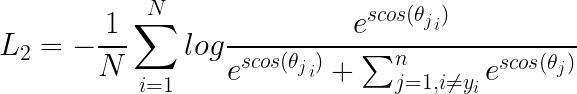 L_2 = -\frac{1}{N} \sum_{i=1}^{N} log \frac{e^{scos(\theta_{j_i})}}{e^{scos(\theta_{j_i})} + \sum_{j=1, i \neq y_i}^{n} e^{scos(\theta_j)}}